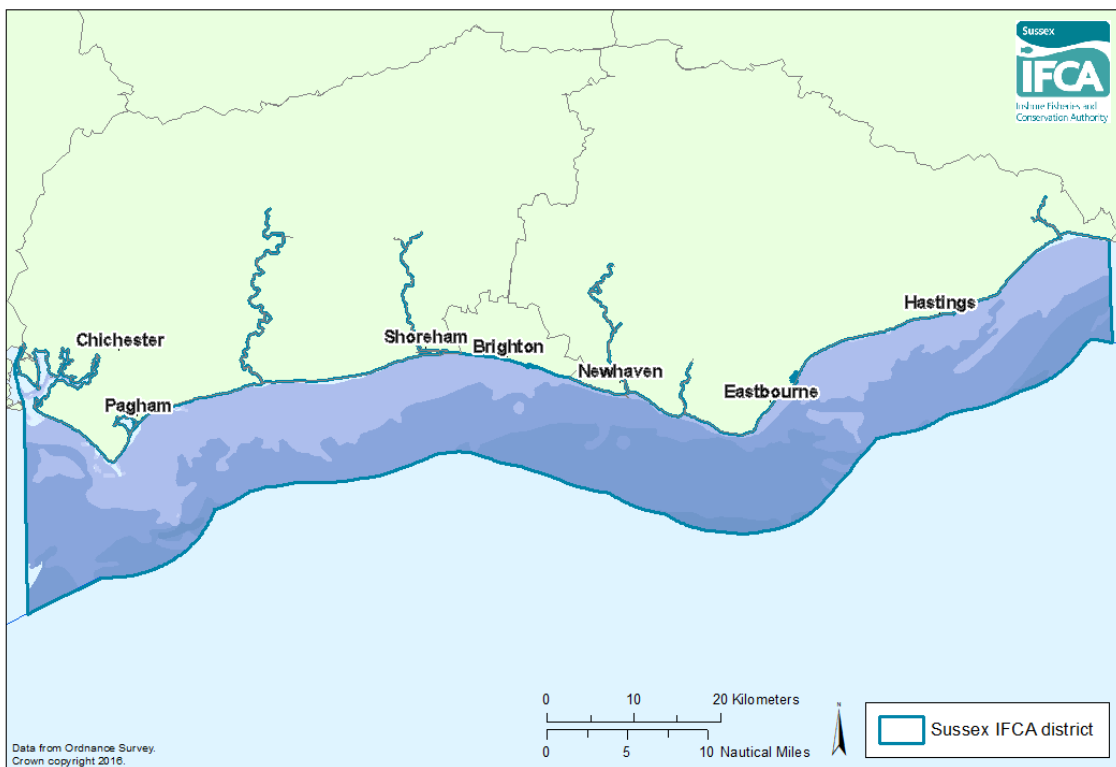 Sussex
IFCA
Inshore Fisheries
and
Conservation Authority
Hastings
Chichester
Shoreham
Brighton
Newhaven
Eastbourne
Pagham
0 10 20 Kilometers
0 5 10 Nautical Miles
N
Sussex IFCA district
Data from Ordnance Survey.
Crown copyright 2016.